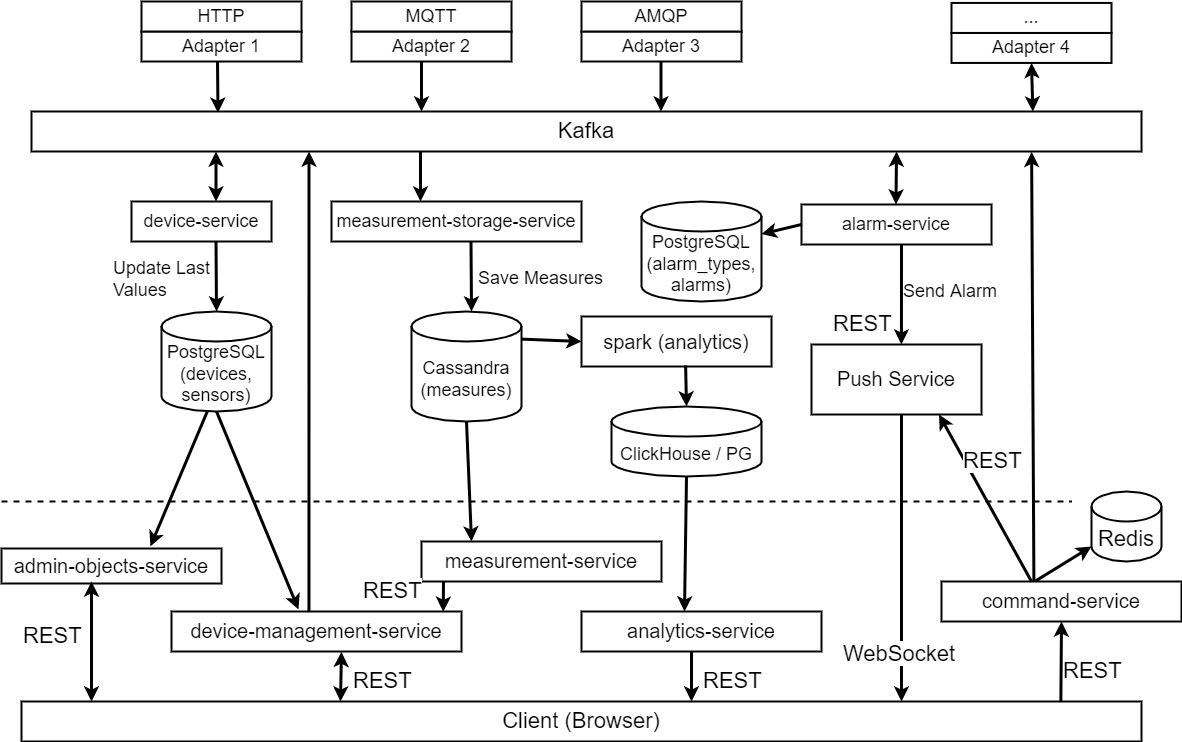 HTTP
Adapter 1
MQTT
Adapter 2
AMQP
Adapter 3
...
Adapter 4
Kafka
device-service
measurement-storage-service
alarm-service
PostgreSQL
(alarm_types,
alarms)
Update Last
Values
Save Measures
Send Alarm
REST
PostgreSQL
(devices,
sensors)
Cassandra
(measures)
spark (analytics)
Push Service
ClickHouse / PG
REST
Redis
admin-objects-service
measurement-service
REST
command-service
REST
device-management-service
analytics-service
WebSocket
REST
REST
REST
Client (Browser)